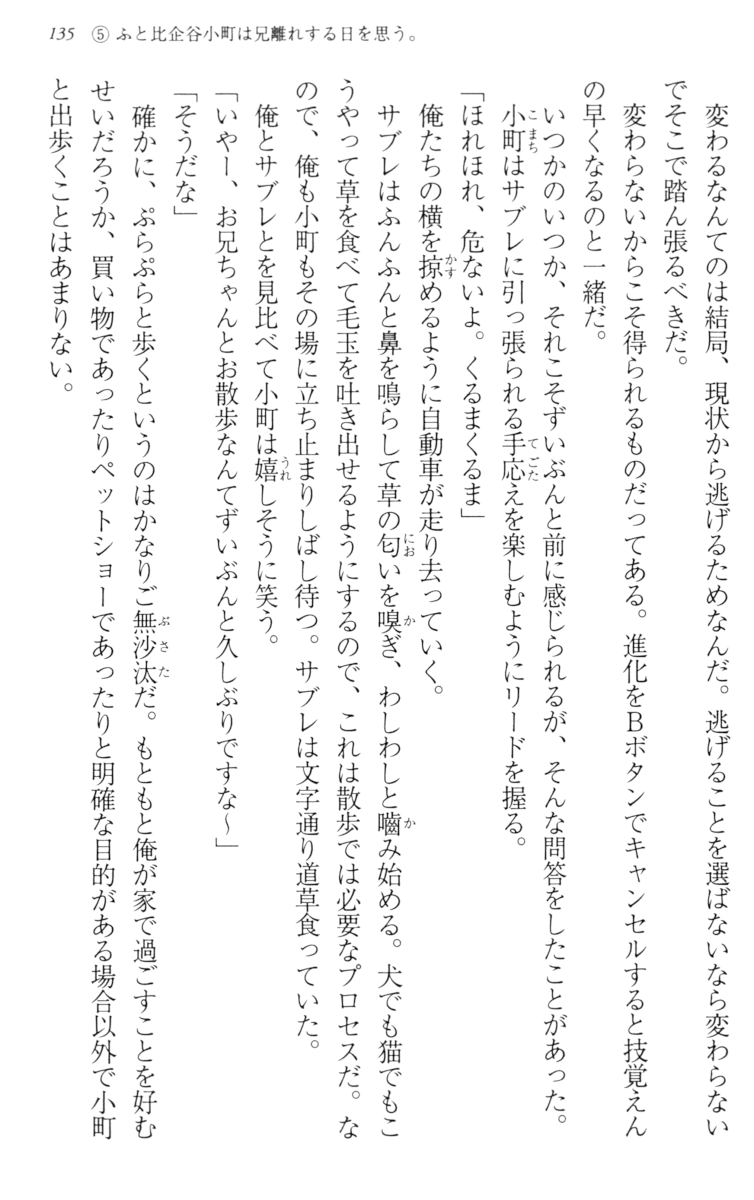 135　⑤ ふと比企谷小町は兄離れする日を思う。
　変わるなんてのは結局、現状から逃げるためなんだ。逃げることを選ばないなら変わらない
でそこで踏ん張るべきだ。
　変わらないからこそ得られるものだってある。進化をBボタンでキャンセルすると技覚えん
の早くなるのと一緒だ。
　いつかのいつか、それこそずいぶんと前に感じられるが、そんな問答をしたことがあった。
　小町はサブレに引っ張られる手応えを楽しむようにリードを握る。
「ほれほれ、危ないよ。くるまくるま」
　俺たちの横を掠めるように自動車が走り去っていく。
　サブレはふんふんと鼻を鳴らして草の匂いを嗅ぎ、わしわしと嚙み始める。犬でも猫でもこ
うやって草を食べて毛玉を吐き出せるようにするので、これは散歩では必要なプロセスだ。な
ので、俺も小町もその場に立ち止まりしばし待つ。サブレは文字通り道草食っていた。
　俺とサブレとを見比べて小町は嬉しそうに笑う。
「いやー、お兄ちゃんとお散歩なんてずいぶんと久しぶりですな～」
「そうだな」
　確かに、ぷらぷらと歩くというのはかなりご無沙汰だ。もともと俺が家で過ごすことを好む
せいだろうか、買い物であったりペットショーであったりと明確な目的がある場合以外で小町
と出歩くことはあまりない。